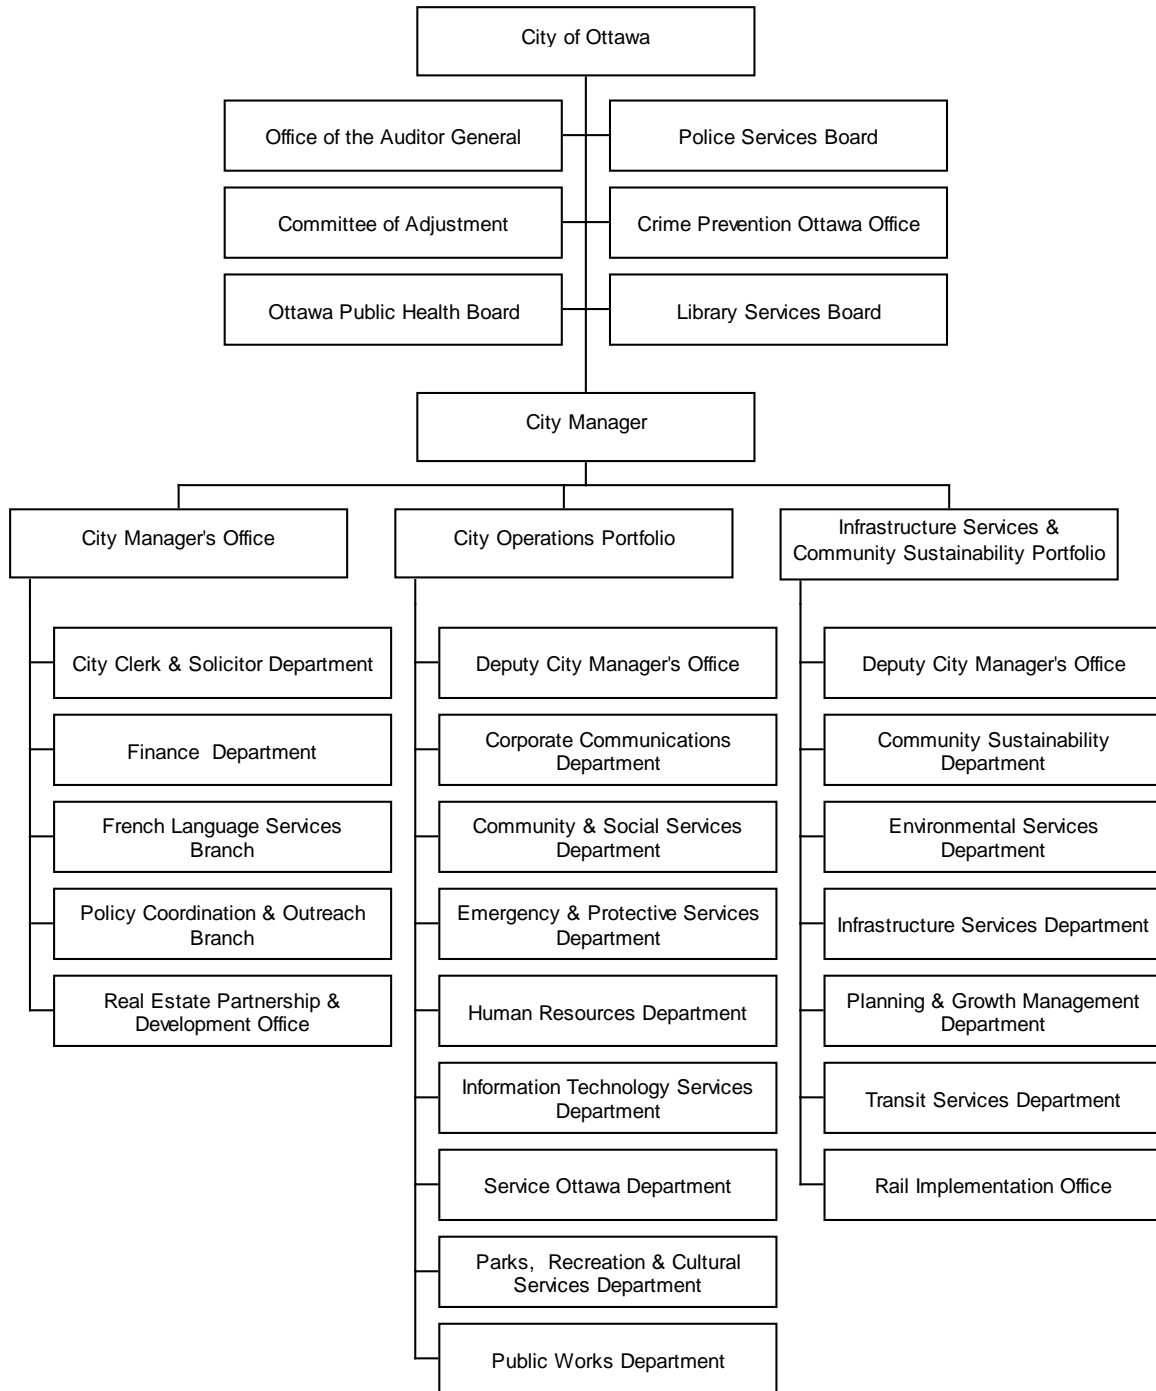 City of Ottawa
Office of the Auditor General
Police Services Board
Committee of Adjustment
Crime Prevention Ottawa Office
Ottawa Public Health Board
Library Services Board
City Manager
City Manager's Office
City Clerk & Solicitor Department
Finance Department
French Language Services
Branch
Policy Coordination & Outreach
Branch
Real Estate Partnership &
Development Office
City Operations Portfolio
Deputy City Manager's Office
Corporate Communications
Department
Community & Social Services
Department
Emergency & Protective Services
Department
Human Resources Department
Information Technology Services
Department
Service Ottawa Department
Parks, Recreation & Cultural
Services Department
Public Works Department
Infrastructure Services &
Community Sustainability Portfolio
Deputy City Manager's Office
Community Sustainability
Department
Environmental Services
Department
Infrastructure Services Department
Planning & Growth Management
Department
Transit Services Department
Rail Implementation Office